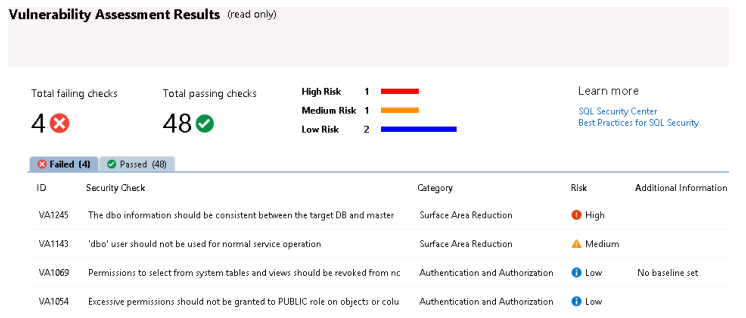 Vulnerability Assessment Results (read only)
Total failing checks
4
Total passing checks
48
High Risk 1
Medium Risk 1
Low Risk 2
Learn more
SQL Security Center
Best Practices for SQL Security
Failed (4) Passed (48)
ID Security Check Category Risk Additional Information
VA1245 The dbo information should be consistent between the target DB and master Surface Area Reduction High
VA1143 'dbo' user should not be used for normal service operation Surface Area Reduction Medium
VA1069 Permissions to select from system tables and views should be revoked from nc Authentication and Authorization Low No baseline set
VA1054 Excessive permissions should not be granted to PUBLIC role on objects or colu Authentication and Authorization Low